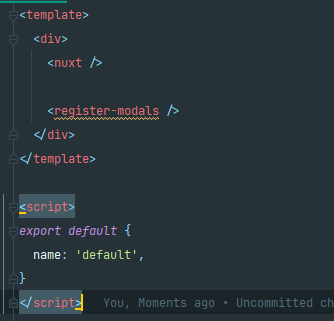 <template>
<div>
<nuxt />
<register-modals />
</div>
</template>
<script>
export default {
name: 'default',
}
</script> You, Moments ago • Uncommitted ch